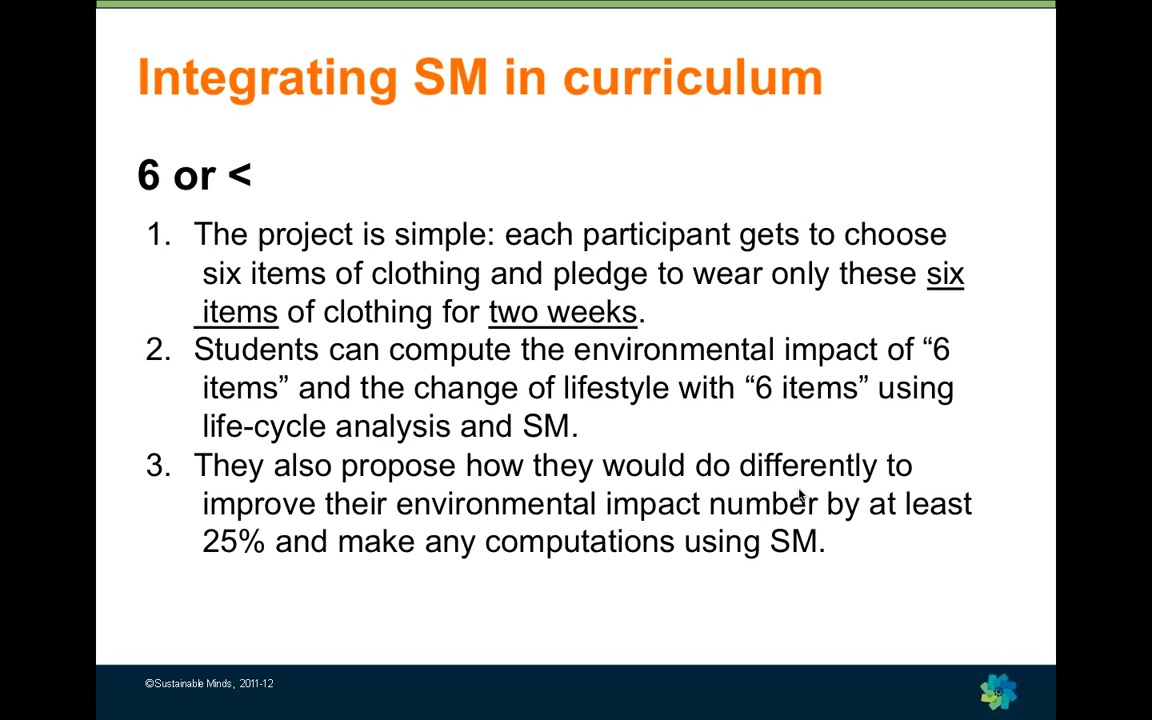 Integrating SM in curriculum
6 or <
1. The project is simple: each participant gets to choose
six items of clothing and pledge to wear only these six
items of clothing for two weeks.
2. Students can compute the environmental impact of “6
items” and the change of lifestyle with “6 items” using
life-cycle analysis and SM.
3. They also propose how they would do differently to
improve their environmental impact number by at least
25% and make any computations using SM.
©Sustainable Minds, 2011-12